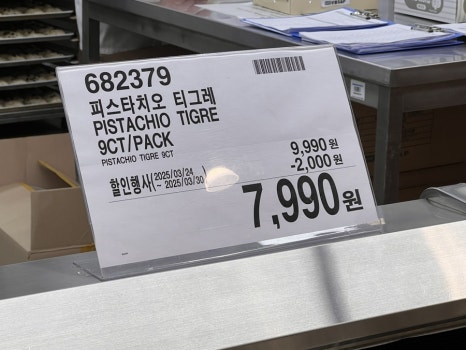 682379
피스타치오 티그레
PISTACHIO TIGRE
9CT/PACK
PISTACHIO TIGRE 9CT
9,990 원
할인행사(2025/03/24 ~ 2025/03/30) -2,000 원
7,990 원